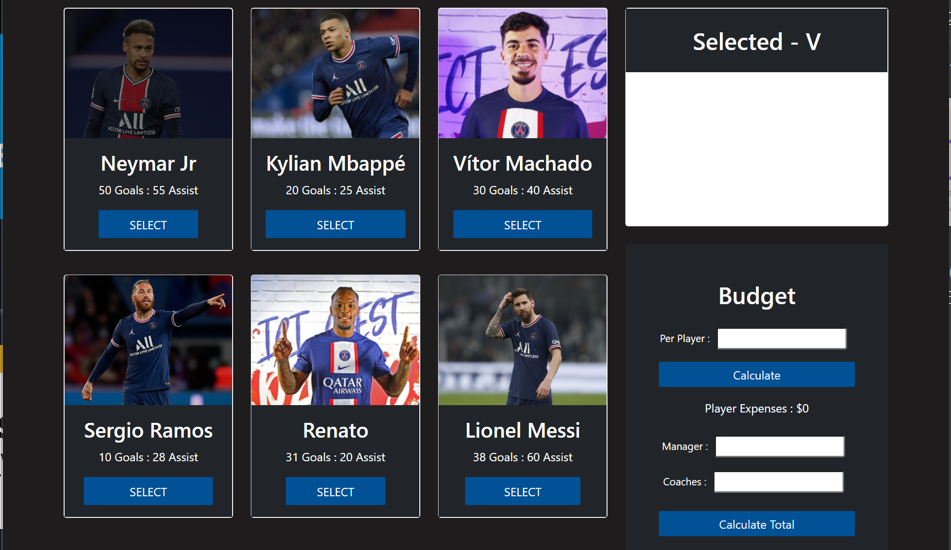 Neymar Jr
50 Goals : 55 Assist
SELECT
Kylian Mbappé
20 Goals : 25 Assist
SELECT
Vítor Machado
30 Goals : 40 Assist
SELECT
Sergio Ramos
10 Goals : 28 Assist
SELECT
Renato
31 Goals : 20 Assist
SELECT
QATAR
AIRWAYS
Lionel Messi
38 Goals : 60 Assist
SELECT
Selected - V
Budget
Per Player :
Calculate
Player Expenses : $0
Manager :
Coaches :
Calculate Total